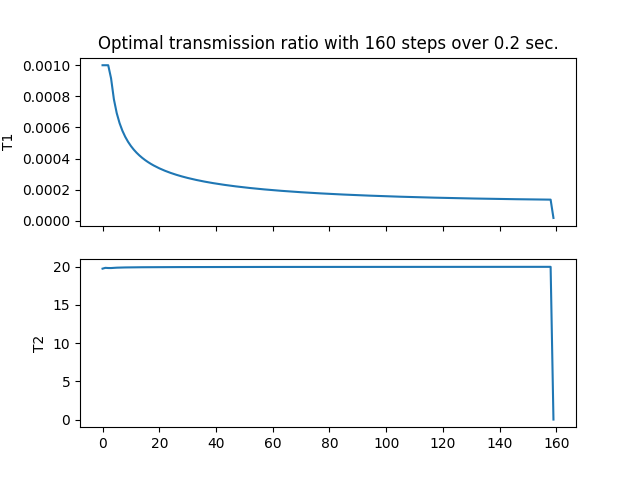 Optimal transmission ratio with 160 steps over 0.2 sec.
0.0010
0.0008
0.0006
0.0004
0.0002
0.0000
T1
20
15
10
5
0
T2
0 20 40 60 80 100 120 140 160